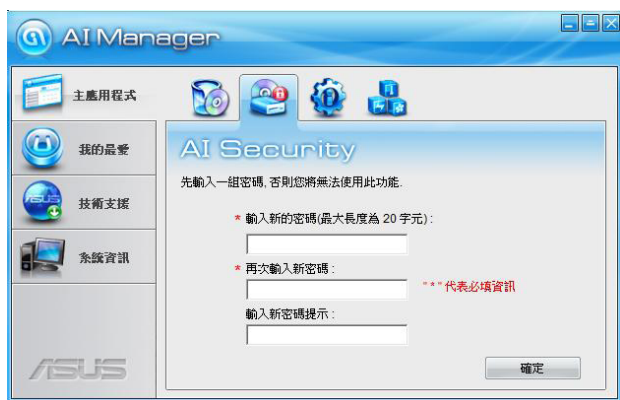 AI Manager
主應用程式
我的最愛
技術支援
系統資訊
AI Security
先輸入一組密碼, 否則您將無法使用此功能.
* 輸入新的密碼(最大長度為 20 字元) :
* 再次輸入新密碼 :
"*"代表必填資訊
輸入新密碼提示 :
確定
ASUS